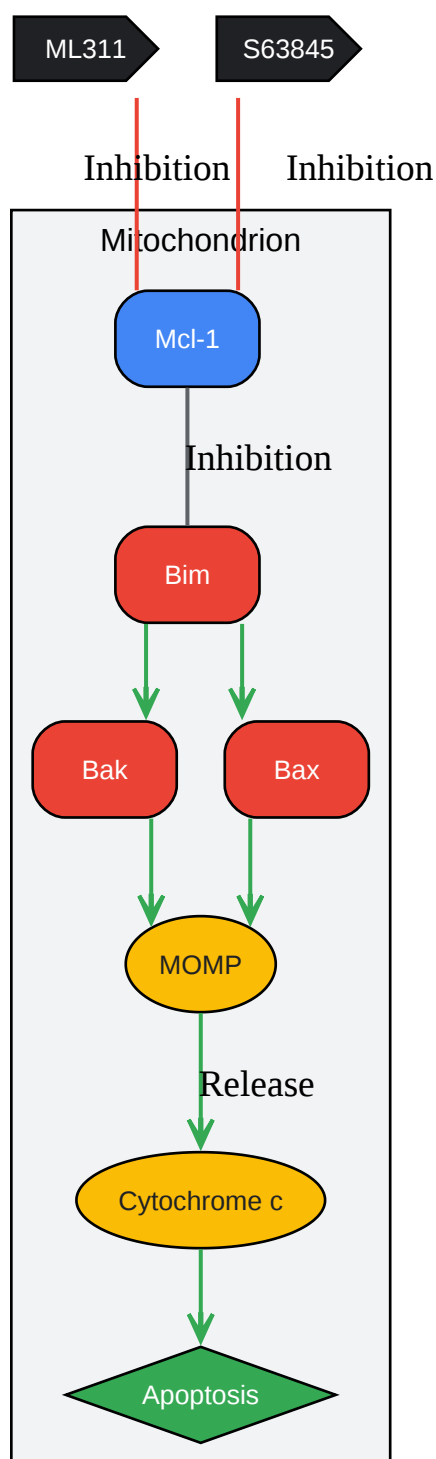 ML311
S63845
Inhibition
Inhibition
Mitochondrion
Mcl-1
Inhibition
Bim
Bak
Bax
MOMP
Release
Cytochrome c
Apoptosis